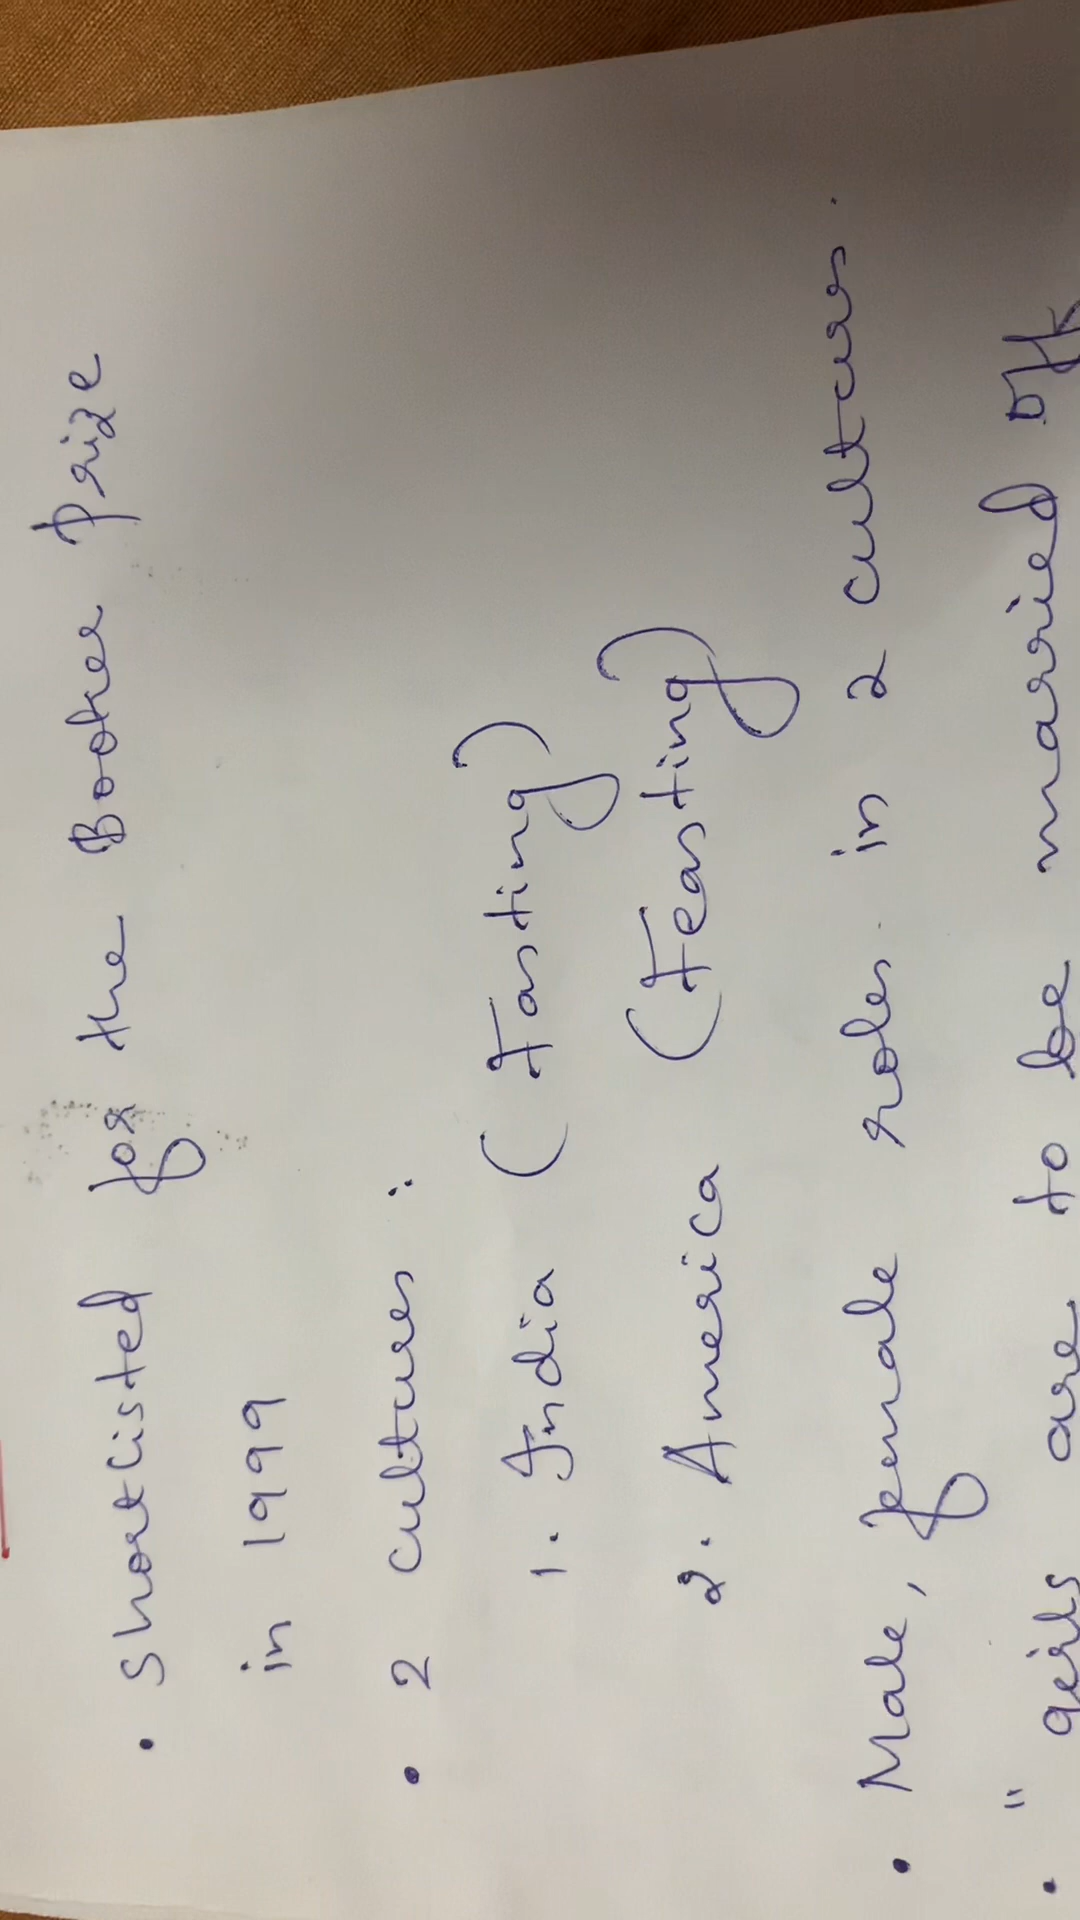 • Shortlisted for the Booker Prize
in 1999
• 2 cultures :
1. India (Fasting)
2. America (Feasting)
• Male, female roles in 2 cultures.
• " girls are to be married off